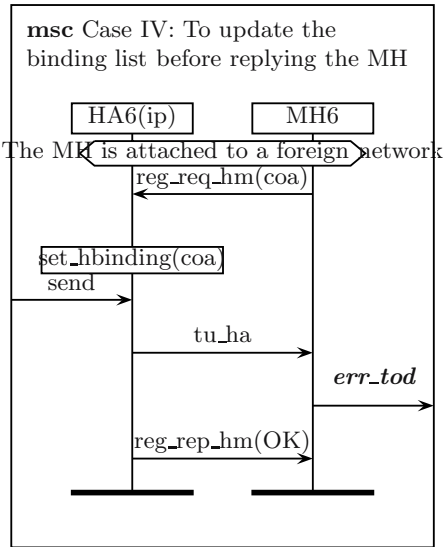 msc Case IV: To update the
binding list before replying the MH
HA6(ip) MH6
The MH is attached to a foreign network
reg_req_hm(coa)
set_hbinding(coa)
send
tu_ha
err_tod
reg_rep_hm(OK)